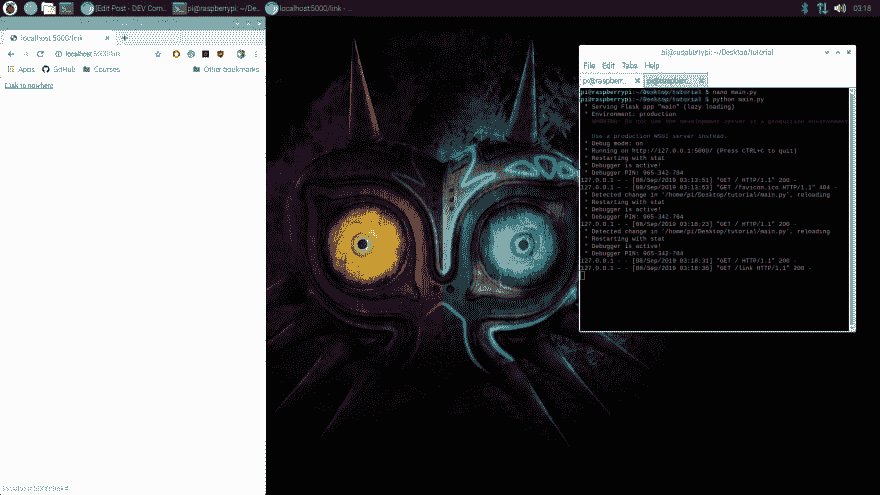 [Edit Post - DEV Com... pi@raspberrypi: ~/De... localhost:5000/link - ... 03:18
localhost:5000/link
localhost:5000/link
Apps GitHub Courses Other bookmarks
Link to nowhere
localhost:5000/link#
pi@raspberrypi: ~/Desktop/tutorial
File Edit Tabs Help
pi@raspberr... pi@raspberr...
pi@raspberrypi:~/Desktop/tutorial $ nano main.py
pi@raspberrypi:~/Desktop/tutorial $ python main.py
* Serving Flask app "main" (lazy loading)
* Environment: production
WARNING: Do not use the development server in a production environment
Use a production WSGI server instead.
* Debug mode: on
* Running on http://127.0.0.1:5000/ (Press CTRL+C to quit)
* Restarting with stat
* Debugger is active!
* Debugger PIN: 965-342-784
127.0.0.1 - - [08/Sep/2019 03:13:51] "GET / HTTP/1.1" 200 -
127.0.0.1 - - [08/Sep/2019 03:13:53] "GET /favicon.ico HTTP/1.1" 404 -
* Detected change in '/home/pi/Desktop/tutorial/main.py', reloading
* Restarting with stat
* Debugger is active!
* Debugger PIN: 965-342-784
127.0.0.1 - - [08/Sep/2019 03:18:23] "GET / HTTP/1.1" 200 -
* Detected change in '/home/pi/Desktop/tutorial/main.py', reloading
* Restarting with stat
* Debugger is active!
* Debugger PIN: 965-342-784
127.0.0.1 - - [08/Sep/2019 03:18:31] "GET / HTTP/1.1" 200 -
127.0.0.1 - - [08/Sep/2019 03:18:36] "GET /link HTTP/1.1" 200 -